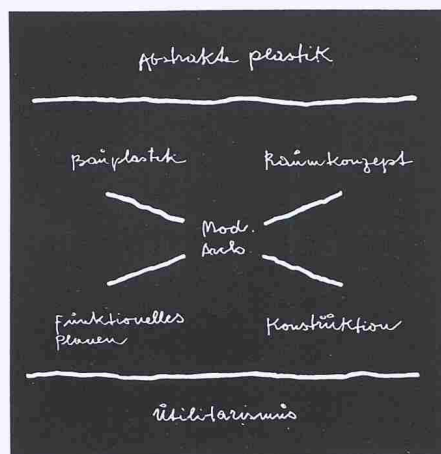 Abstrakte plastik
Bauplastik
Raumkonzept
Mod.
Arch.
Funktionelles
planen
Konstruktion
Utilitarismus